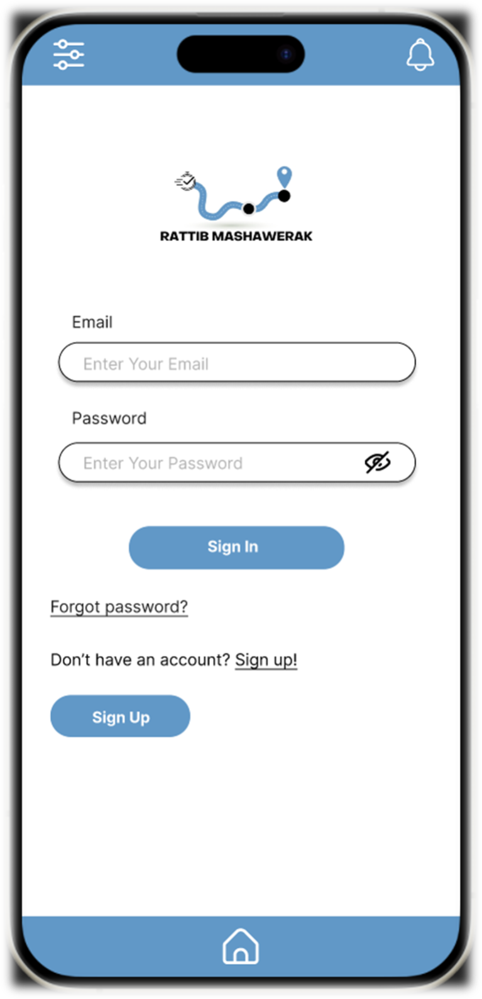 RATTIB MASHAWERAK
Email
Enter Your Email
Password
Enter Your Password
Sign In
Forgot password?
Don’t have an account? Sign up!
Sign Up